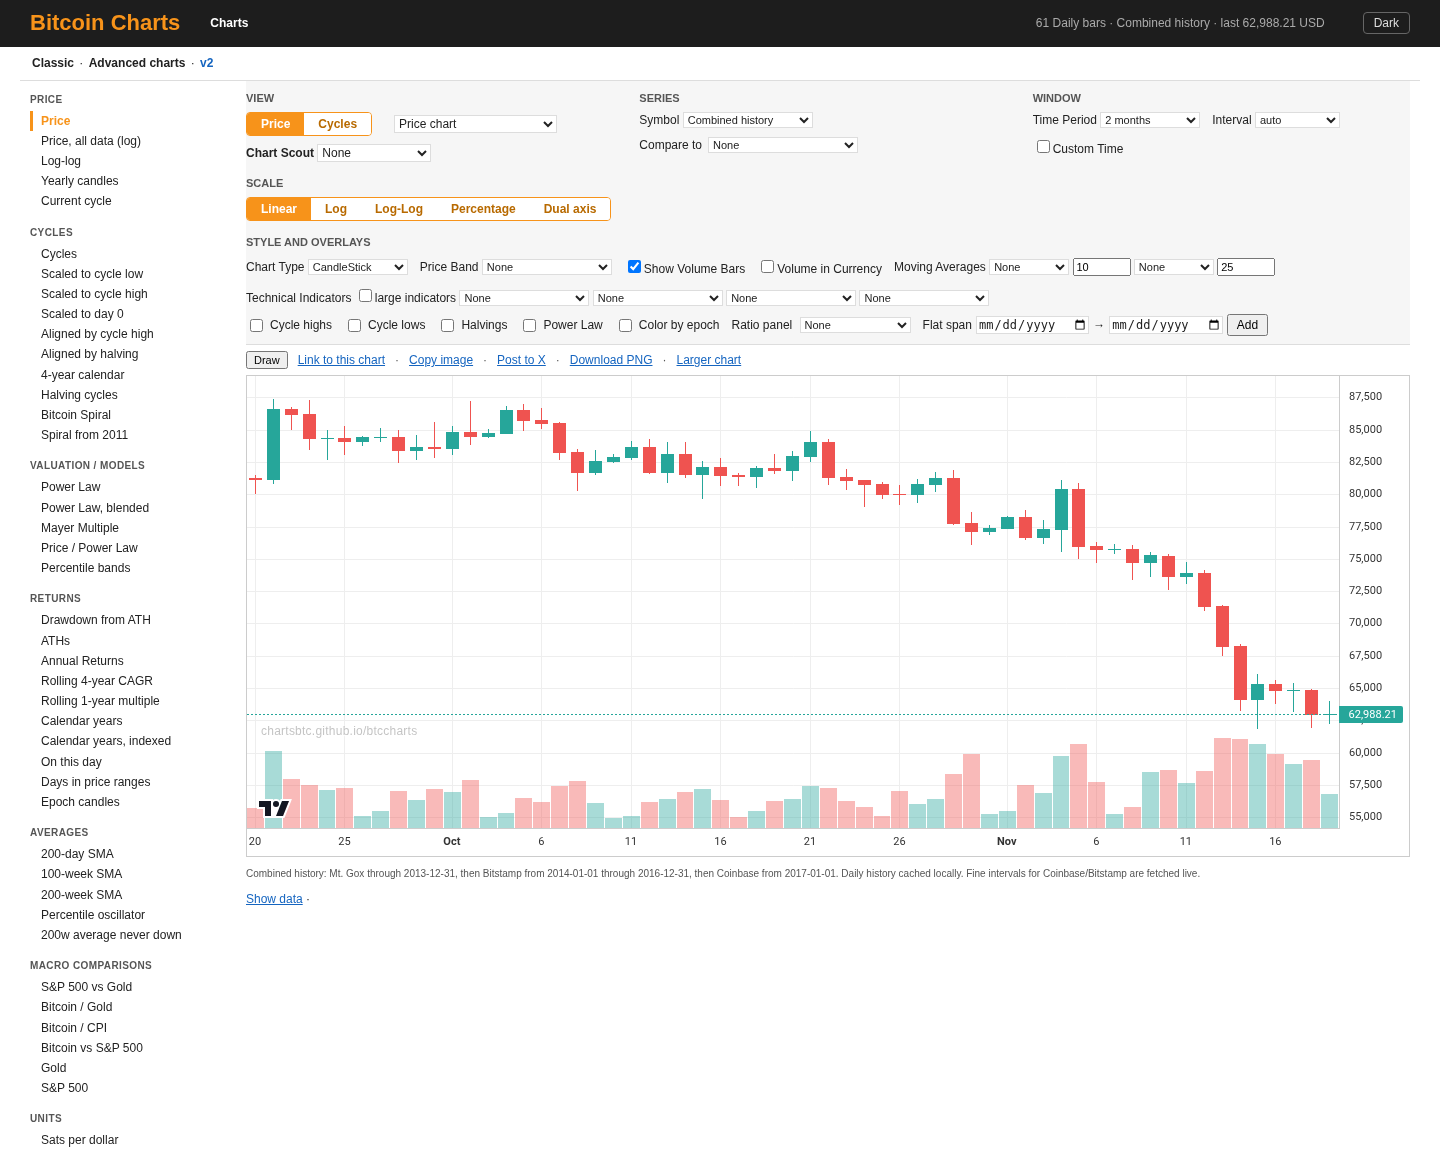 Bitcoin Charts
Charts
61 Daily bars · Combined history · last 62,988.21 USD
Dark
Classic · Advanced charts · v2
PRICE
Price
Price, all data (log)
Log-log
Yearly candles
Current cycle
CYCLES
Cycles
Scaled to cycle low
Scaled to cycle high
Scaled to day 0
Aligned by cycle high
Aligned by halving
4-year calendar
Halving cycles
Bitcoin Spiral
Spiral from 2011
VALUATION / MODELS
Power Law
Power Law, blended
Mayer Multiple
Price / Power Law
Percentile bands
RETURNS
Drawdown from ATH
ATHs
Annual Returns
Rolling 4-year CAGR
Rolling 1-year multiple
Calendar years
Calendar years, indexed
On this day
Days in price ranges
Epoch candles
AVERAGES
200-day SMA
100-week SMA
200-week SMA
Percentile oscillator
200w average never down
MACRO COMPARISONS
S&P 500 vs Gold
Bitcoin / Gold
Bitcoin / CPI
Bitcoin vs S&P 500
Gold
S&P 500
UNITS
Sats per dollar
VIEW
Price Cycles Price chart
Chart Scout None
SERIES
Symbol Combined history
Compare to None
WINDOW
Time Period 2 months Interval auto
Custom Time
SCALE
Linear Log Log-Log Percentage Dual axis
STYLE AND OVERLAYS
Chart Type CandleStick Price Band None Show Volume Bars Volume in Currency Moving Averages None 10 None 25
Technical Indicators large indicators None None None None
Cycle highs Cycle lows Halvings Power Law Color by epoch Ratio panel None Flat span mm/dd/yyyy → mm/dd/yyyy Add
Draw Link to this chart · Copy image · Post to X · Download PNG · Larger chart
87,500
85,000
82,500
80,000
77,500
75,000
72,500
70,000
67,500
65,000
62,988.21
60,000
57,500
55,000
chartsbtc.github.io/btccharts
20 25 Oct 6 11 16 21 26 Nov 6 11 16
Combined history: Mt. Gox through 2013-12-31, then Bitstamp from 2014-01-01 through 2016-12-31, then Coinbase from 2017-01-01. Daily history cached locally. Fine intervals for Coinbase/Bitstamp are fetched live.
Show data ·